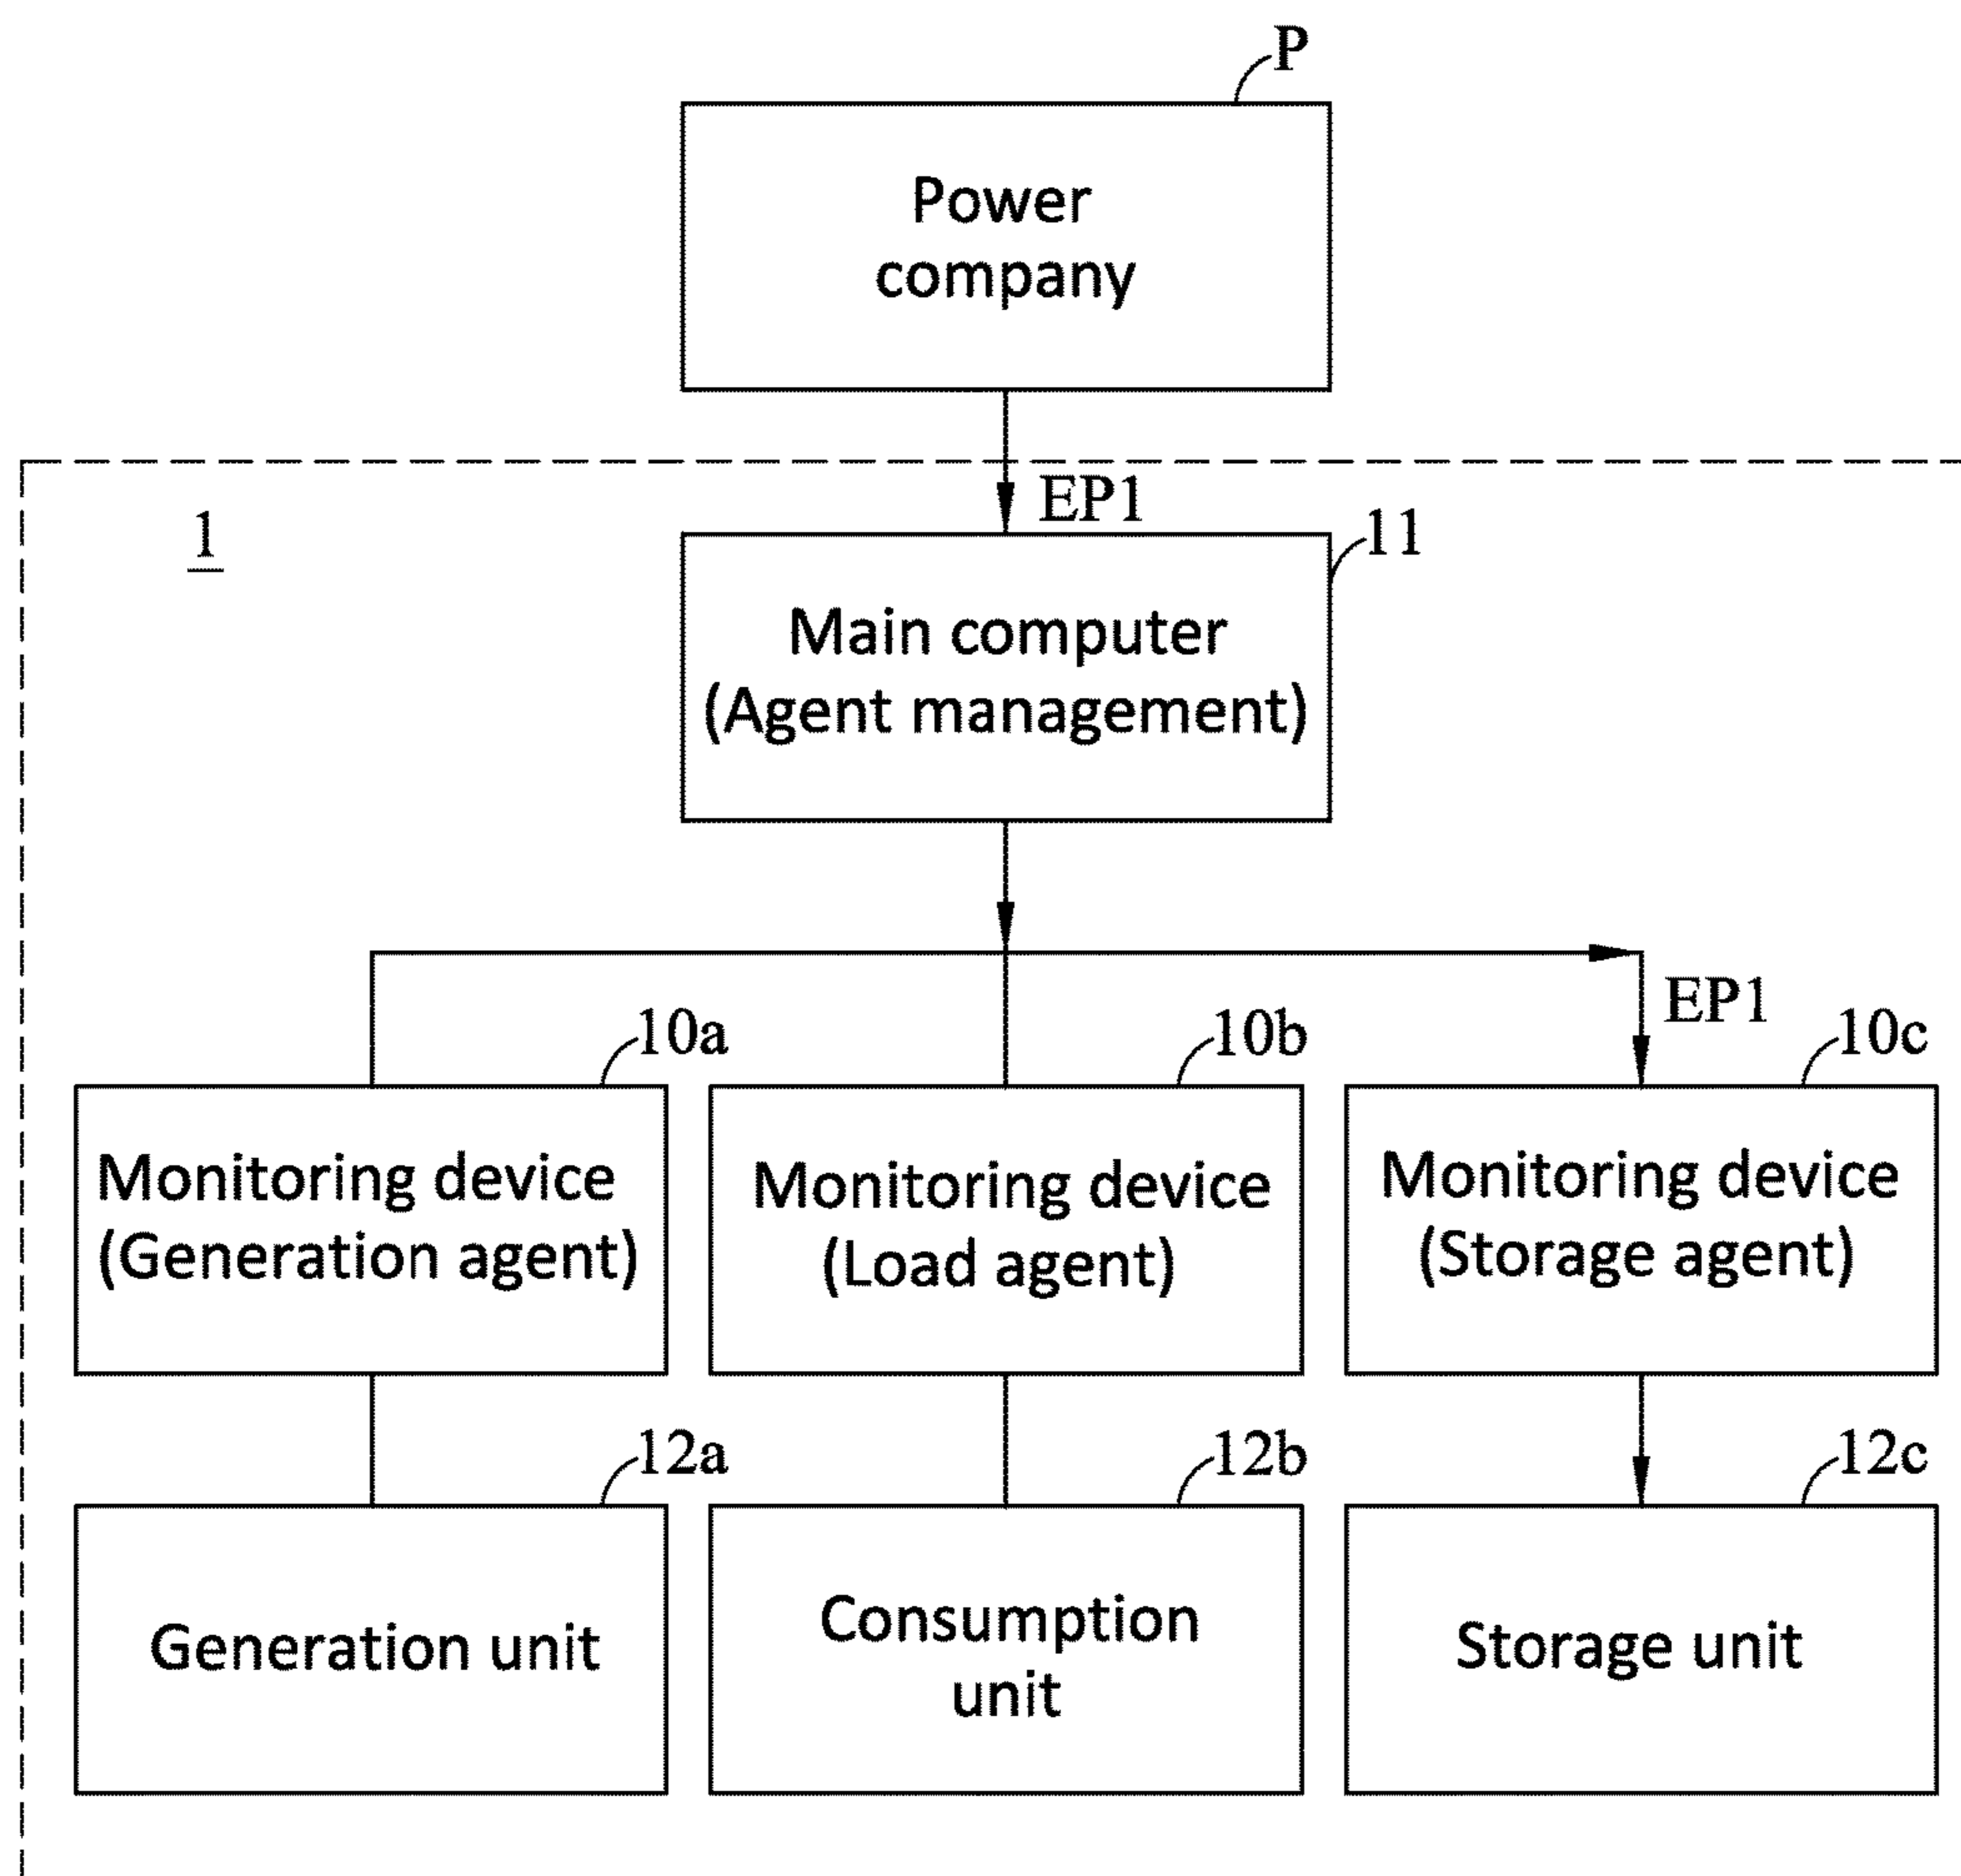 P
Power
company
EP1
1
11
Main computer
(Agent management)
EP1
10a
10b
10c
Monitoring device
(Generation agent)
Monitoring device
(Load agent)
Monitoring device
(Storage agent)
12a
12b
12c
Generation unit
Consumption
unit
Storage unit